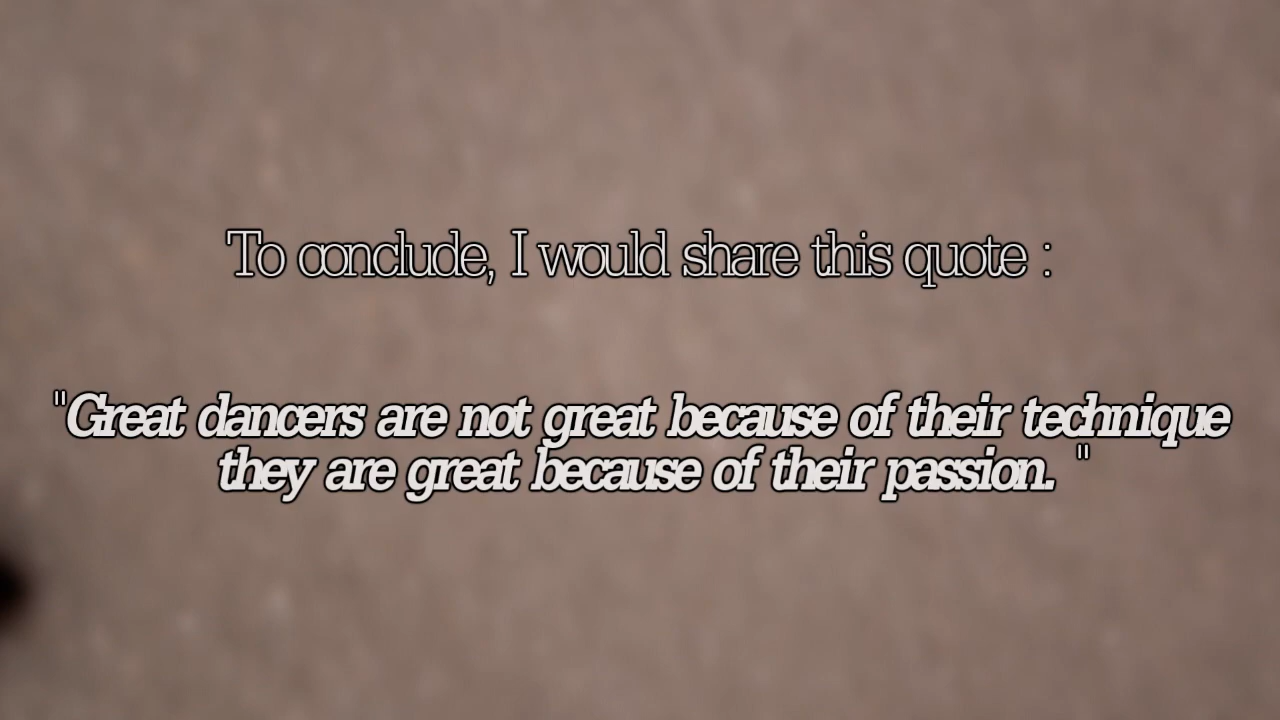 To conclude, I would share this quote :
"Great dancers are not great because of their technique
they are great because of their passion. "